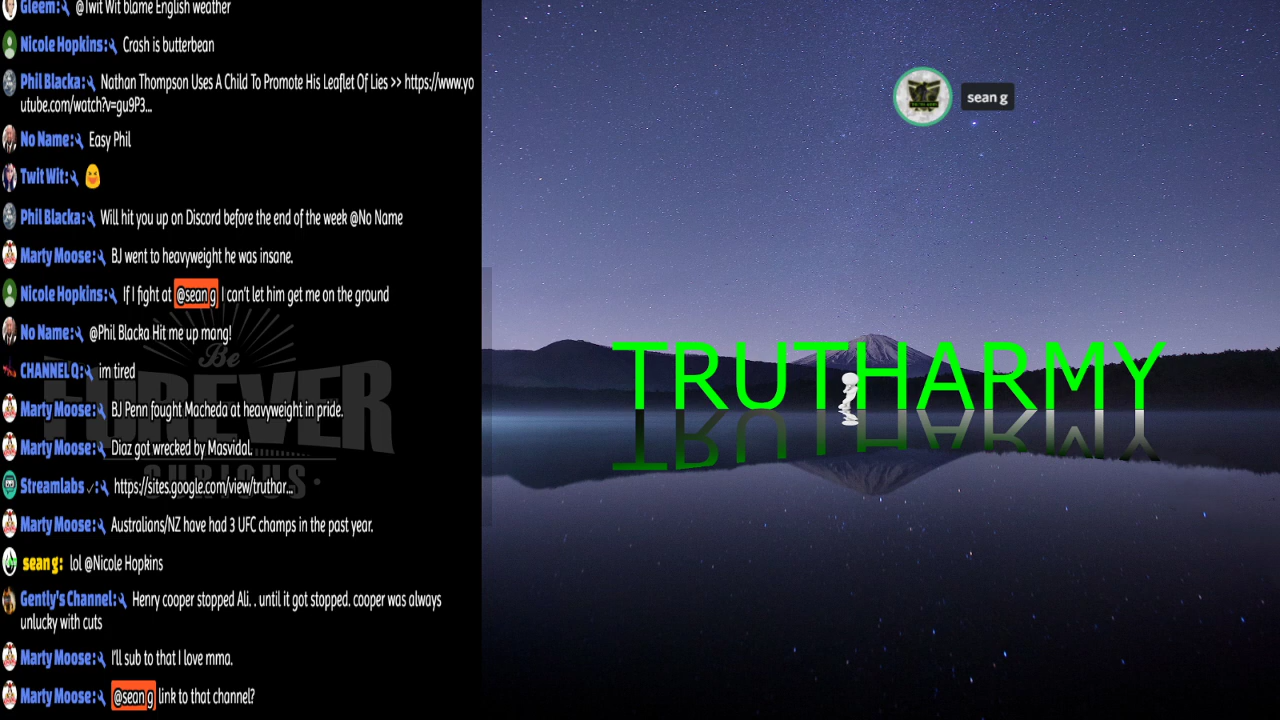 Gleem: @Twit Wit blame English weather
Nicole Hopkins: Crash is butterbean
Phil Blacka: Nathan Thompson Uses A Child To Promote His Leaflet Of Lies >> https://www.yo
utube.com/watch?v=gu9P3...
No Name: Easy Phil
Twit Wit:
Phil Blacka: Will hit you up on Discord before the end of the week @No Name
Marty Moose: BJ went to heavyweight he was insane.
Nicole Hopkins: If I fight at @sean g I can't let him get me on the ground
No Name: @Phil Blacka Hit me up mang!
CHANNEL Q: im tired
Marty Moose: BJ Penn fought Macheda at heavyweight in pride.
Marty Moose: Diaz got wrecked by Masvidal.
Streamlabs ✓: https://sites.google.com/view/truthar...
Marty Moose: Australians/NZ have had 3 UFC champs in the past year.
sean g: lol @Nicole Hopkins
Gently's Channel: Henry cooper stopped Ali. . until it got stopped. cooper was always
unlucky with cuts
Marty Moose: I'll sub to that I love mma.
Marty Moose: @sean g link to that channel?
Be
FOREVER
CURIOUS
sean g
TRUTHARMY